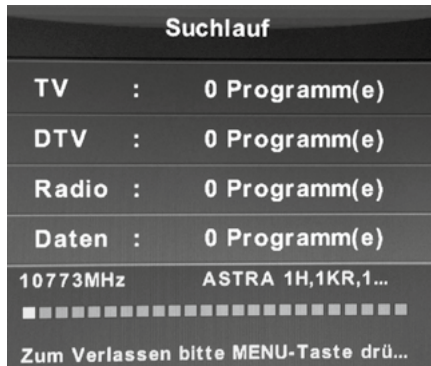 Suchlauf
TV : 0 Programm(e)
DTV : 0 Programm(e)
Radio : 0 Programm(e)
Daten : 0 Programm(e)
10773MHz ASTRA 1H,1KR,1...
Zum Verlassen bitte MENU-Taste drü...